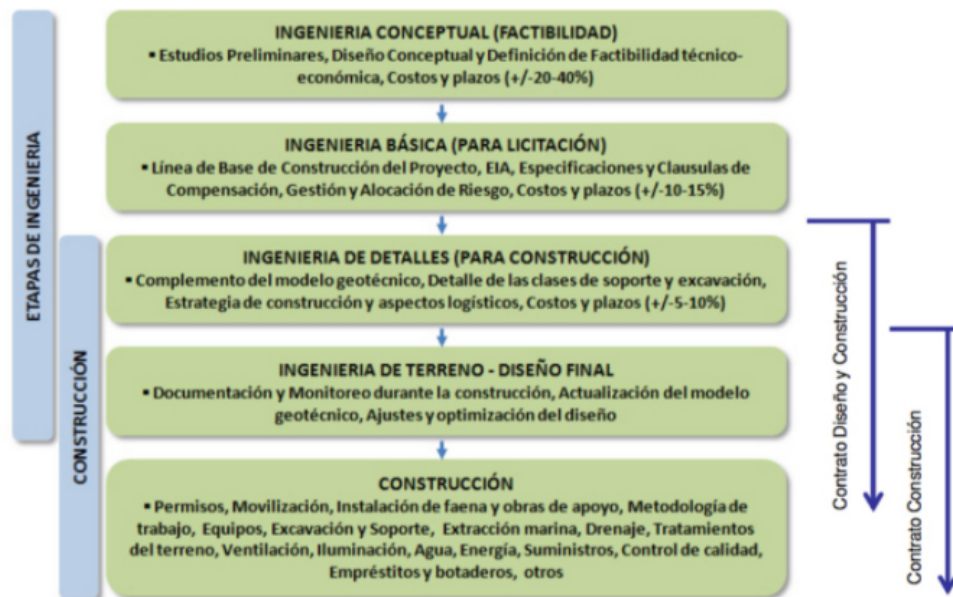 INGENIERIA CONCEPTUAL (FACTIBILIDAD)
▪ Estudios Preliminares, Diseño Conceptual y Definición de Factibilidad técnico-
económica, Costos y plazos (+/-20-40%)
INGENIERIA BÁSICA (PARA LICITACIÓN)
▪ Línea de Base de Construcción del Proyecto, EIA, Especificaciones y Clausulas de
Compensación, Gestión y Alocación de Riesgo, Costos y plazos (+/-10-15%)
INGENIERIA DE DETALLES (PARA CONSTRUCCIÓN)
▪ Complemento del modelo geotécnico, Detalle de las clases de soporte y excavación,
Estrategia de construcción y aspectos logísticos, Costos y plazos (+/-5-10%)
INGENIERIA DE TERRENO - DISEÑO FINAL
▪ Documentación y Monitoreo durante la construcción, Actualización del modelo
geotécnico, Ajustes y optimización del diseño
CONSTRUCCIÓN
▪ Permisos, Movilización, Instalación de faena y obras de apoyo, Metodología de
trabajo, Equipos, Excavación y Soporte, Extracción marina, Drenaje, Tratamientos
del terreno, Ventilación, Iluminación, Agua, Energía, Suministros, Control de calidad,
Empréstitos y botaderos, otros
ETAPAS DE INGENIERIA
CONSTRUCCIÓN
Contrato Diseño y Construcción
Contrato Construcción